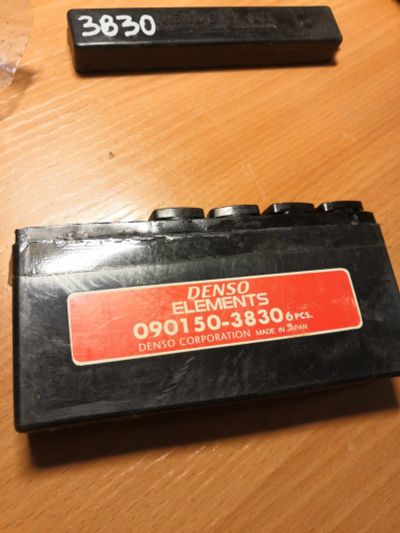 3830
DENSO
ELEMENTS
090150-3830 6 PCS.
DENSO CORPORATION MADE IN JAPAN